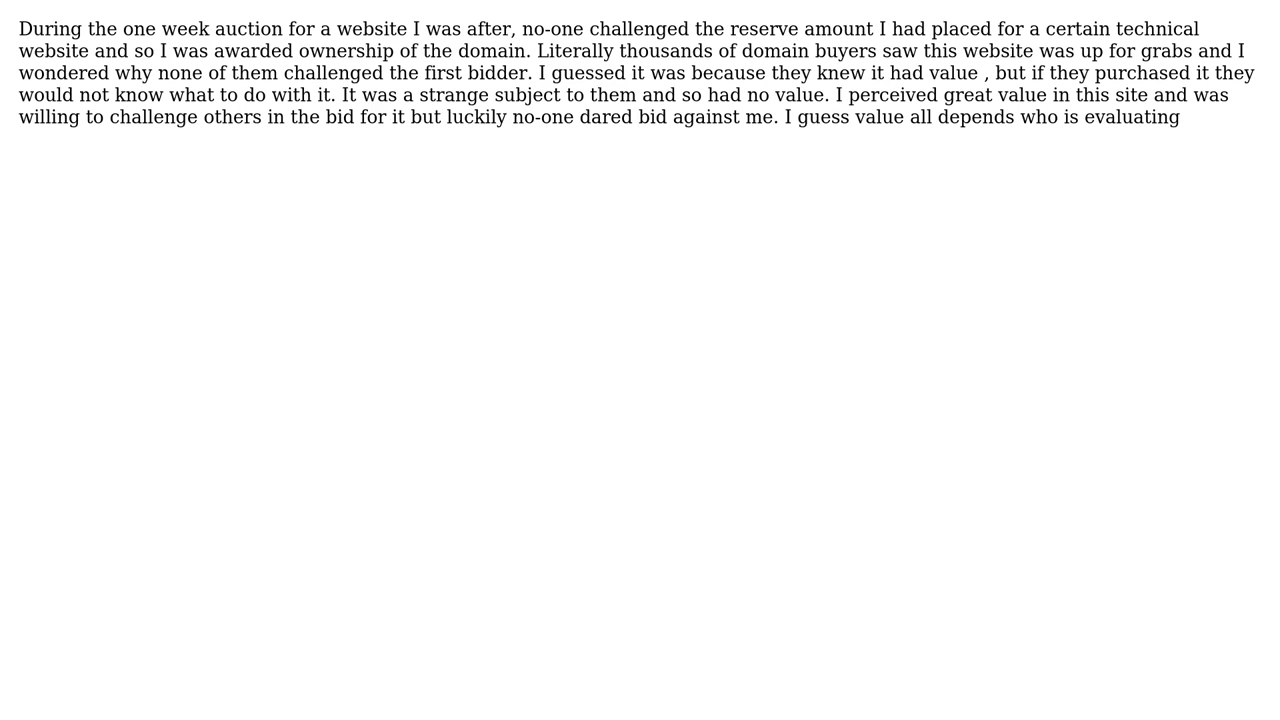 During the one week auction for a website I was after, no-one challenged the reserve amount I had placed for a certain technical
website and so I was awarded ownership of the domain. Literally thousands of domain buyers saw this website was up for grabs and I
wondered why none of them challenged the first bidder. I guessed it was because they knew it had value , but if they purchased it they
would not know what to do with it. It was a strange subject to them and so had no value. I perceived great value in this site and was
willing to challenge others in the bid for it but luckily no-one dared bid against me. I guess value all depends who is evaluating